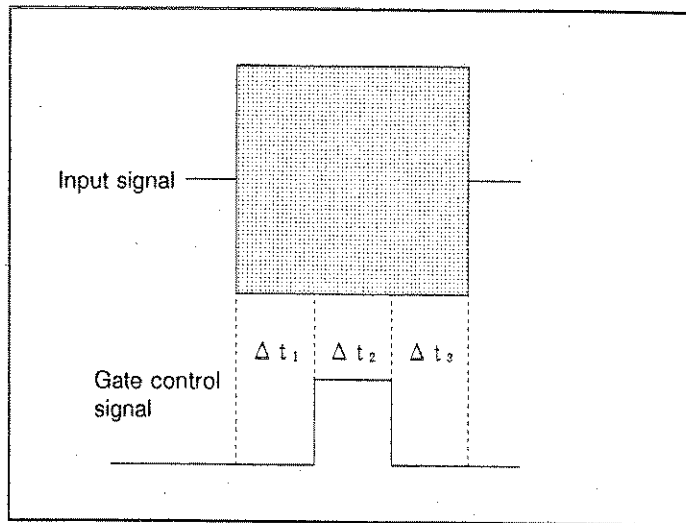 Input signal
Δ t₁ Δ t₂ Δ t₃
Gate control
signal